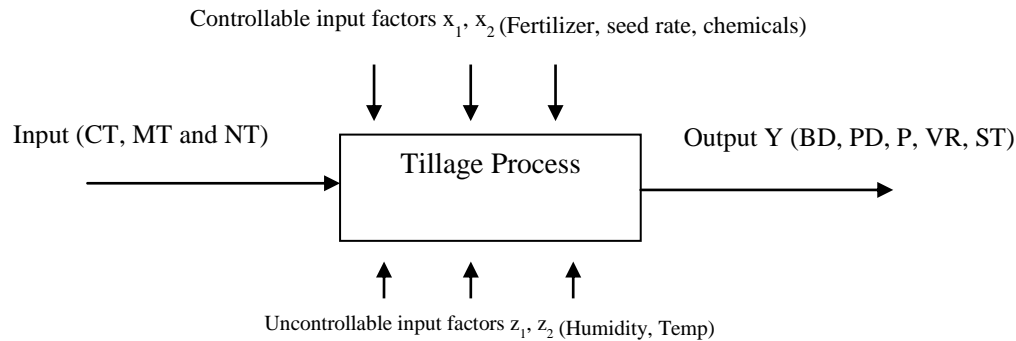 Controllable input factors x₁, x₂ (Fertilizer, seed rate, chemicals)
Input (CT, MT and NT)
Output Y (BD, PD, P, VR, ST)
Tillage Process
Uncontrollable input factors z₁, z₂ (Humidity, Temp)